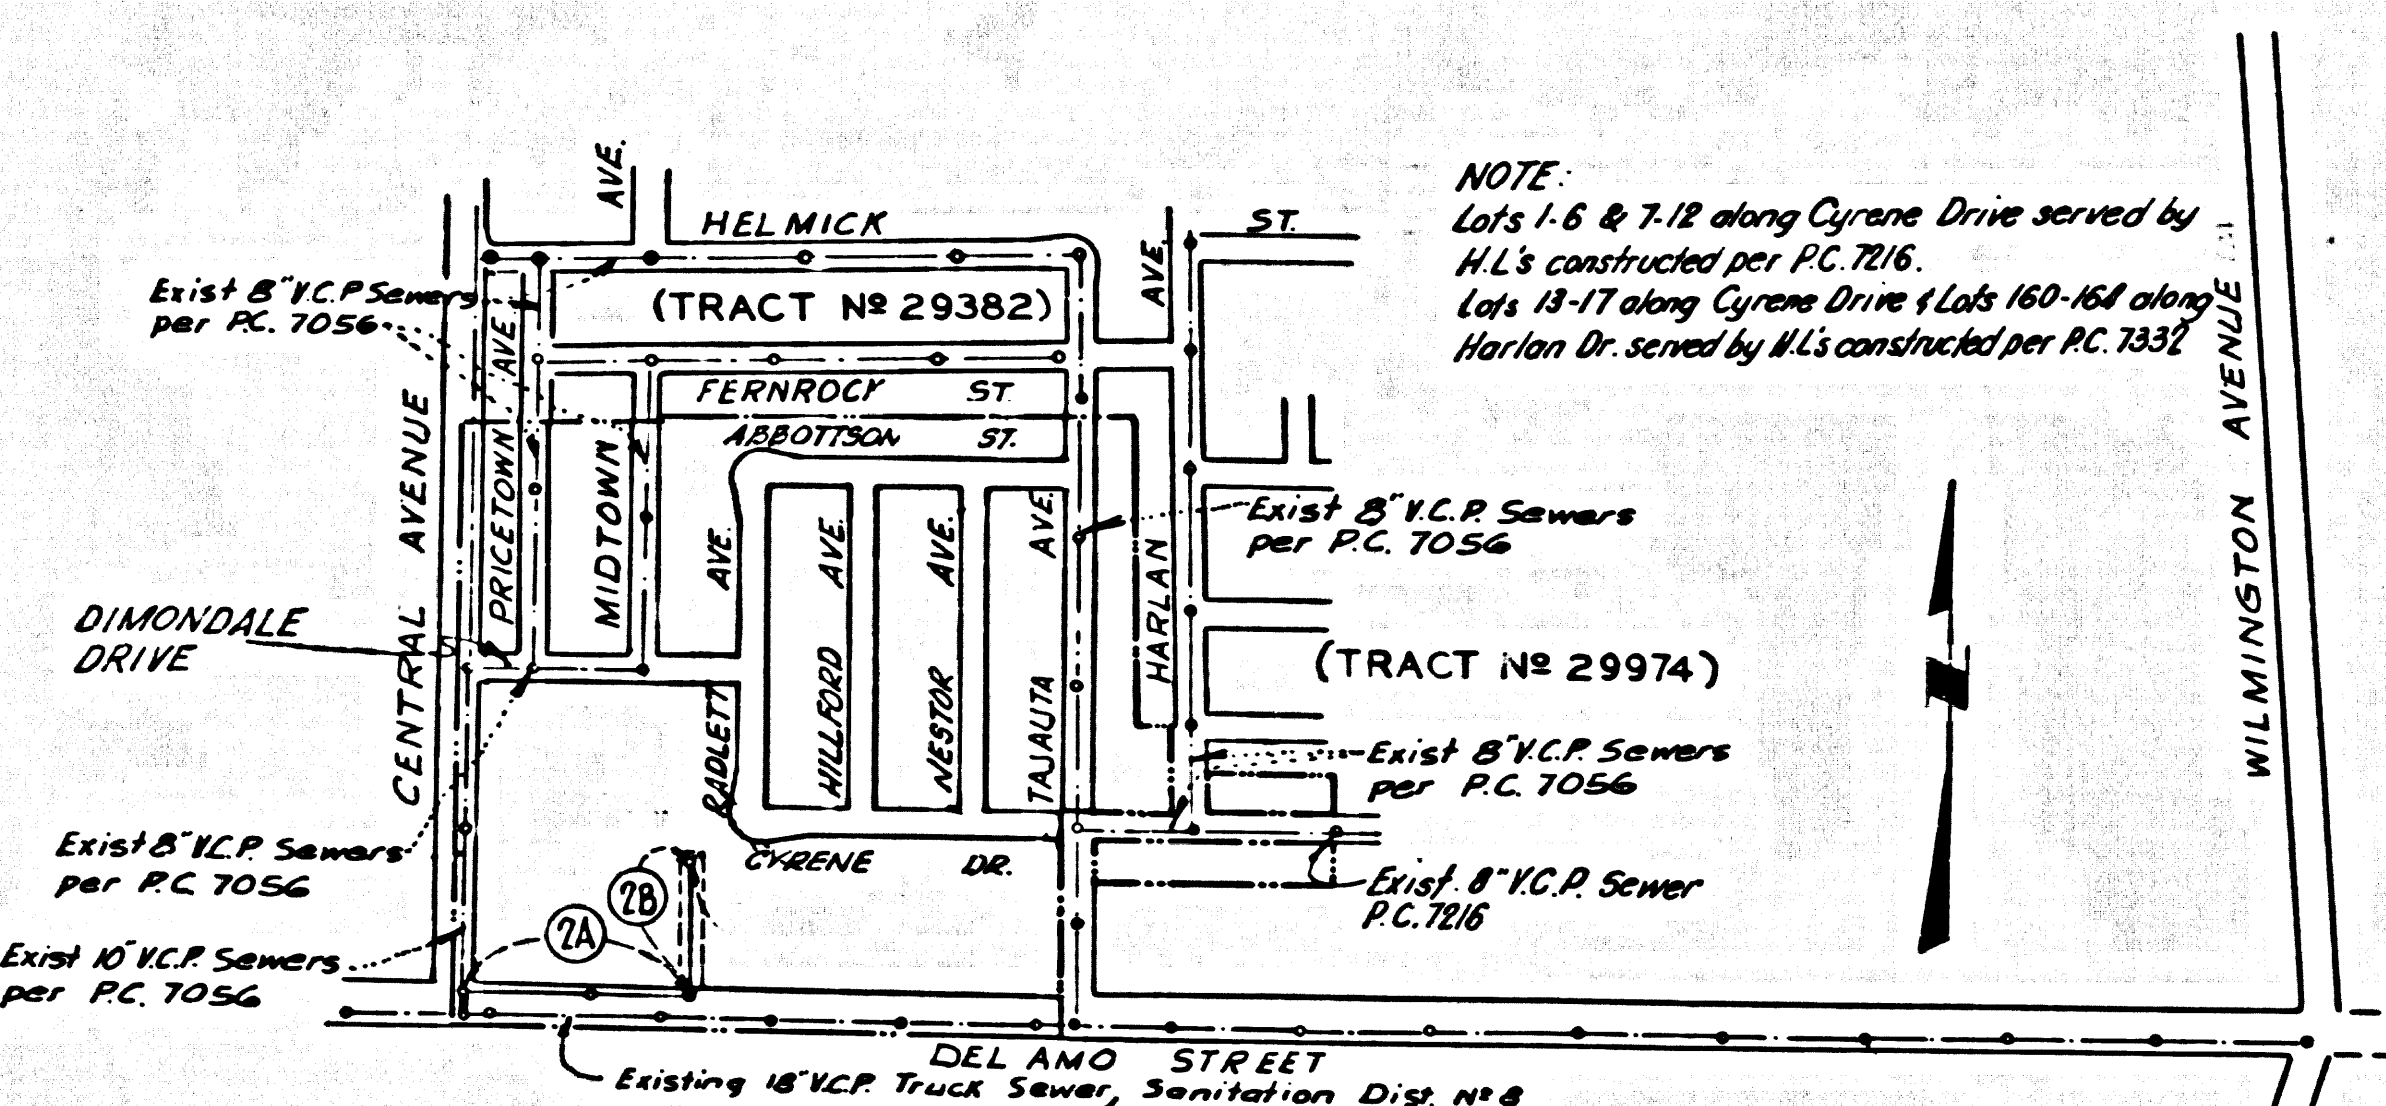 AVE.
HELMICK
ST.
AVE.
NOTE:
Lots 1-6 & 7-12 along Cyrene Drive served by
H.L's constructed per P.C. 7216.
Lots 13-17 along Cyrene Drive & Lots 160-168 along
Harlan Dr. served by H.L's constructed per P.C. 7332
Exist 8" V.C.P Sewers
per P.C. 7056
(TRACT Nº 29382)
AVE
FERNROCK ST.
ABBOTTSON ST.
CENTRAL AVENUE
PRICETOWN
MIDTOWN
AVE.
RADLETT
HILLFORD AVE.
NESTOR AVE.
TAJAUTA AVE.
HARLAN
WILMINGTON AVENUE
Exist 8" V.C.P. Sewers
per P.C. 7056
DIMONDALE
DRIVE
(TRACT Nº 29974)
Exist 8" V.C.P. Sewers
per P.C. 7056
Exist 8" V.C.P. Sewers
per P.C. 7056
CYRENE DR.
Exist. 8" V.C.P. Sewer
P.C. 7216
2B
2A
Exist 10" V.C.P. Sewers
per P.C. 7056
DEL AMO STREET
Existing 18" V.C.P. Truck Sewer, Sanitation Dist. Nº 8